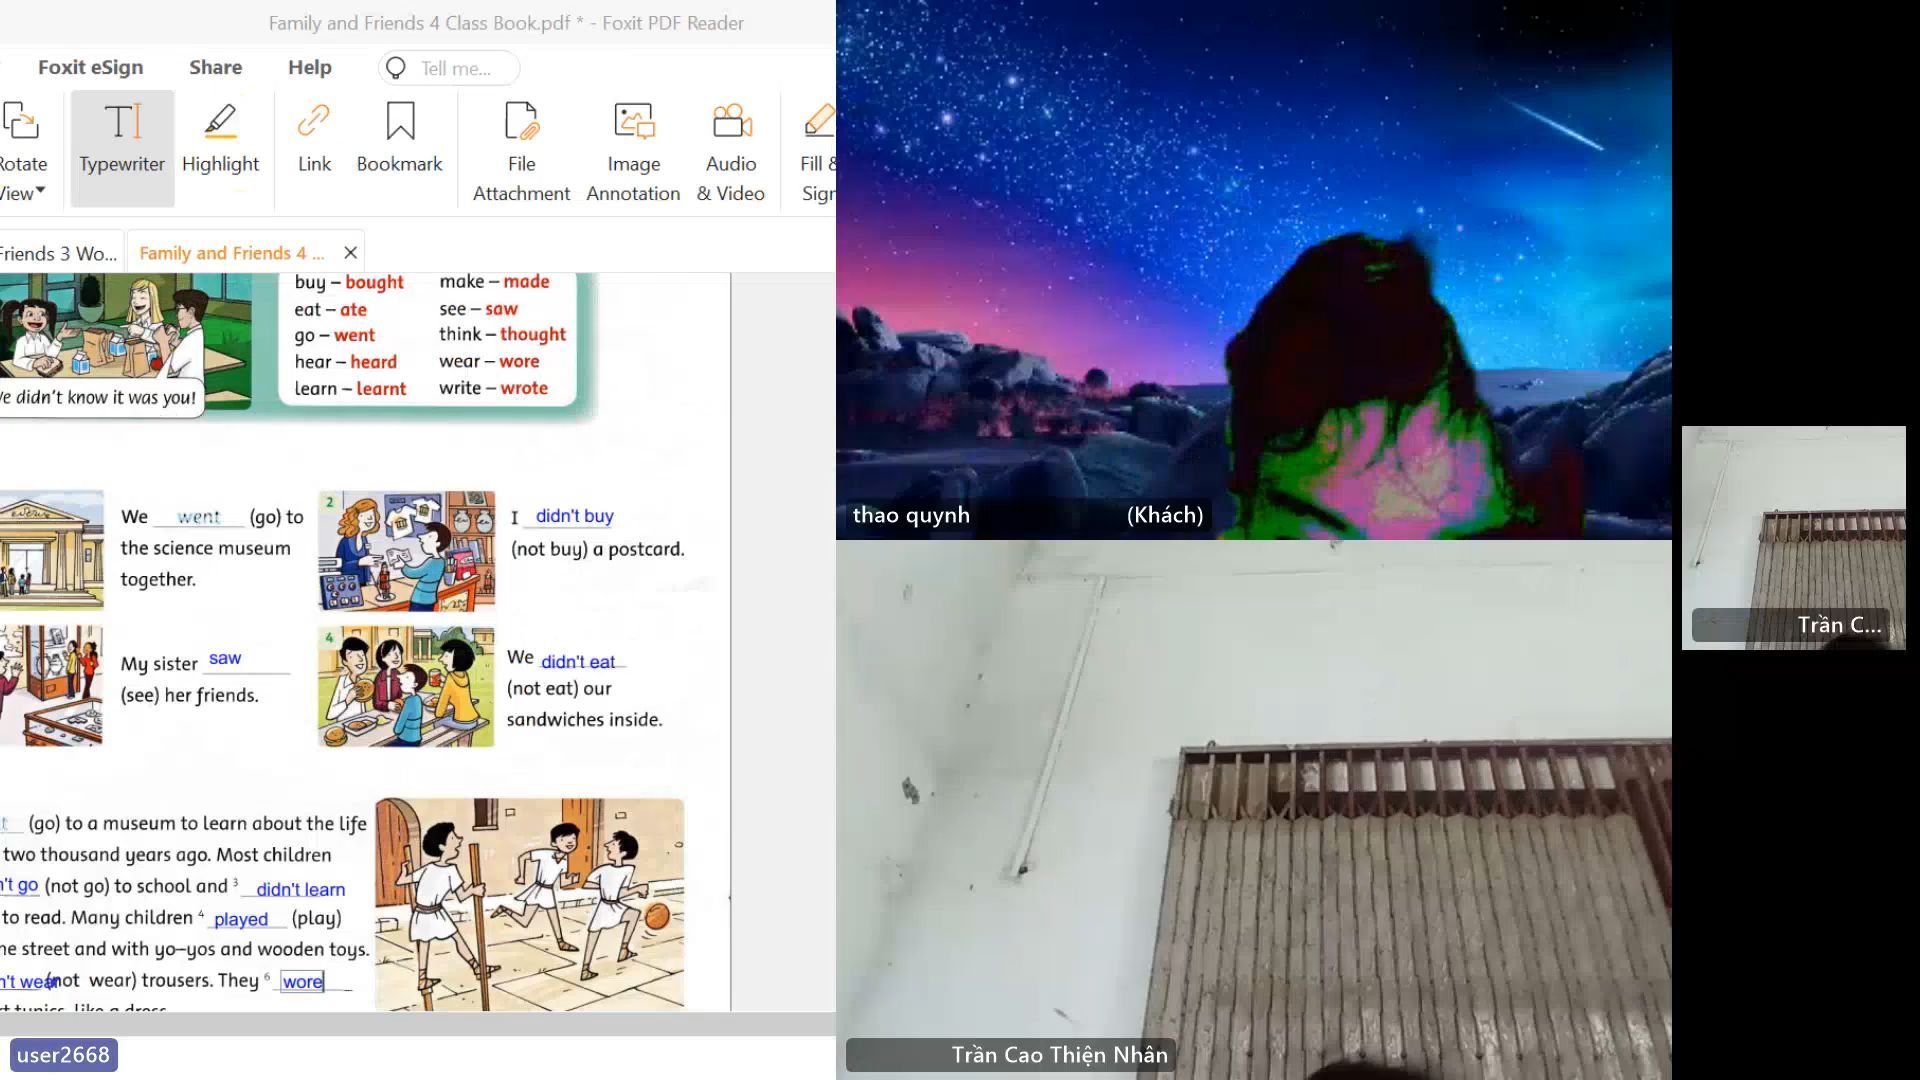 Family and Friends 4 Class Book.pdf * - Foxit PDF Reader
Foxit eSign Share Help Tell me...
Rotate View
Typewriter
Highlight
Link
Bookmark
File Attachment
Image Annotation
Audio & Video
Fill & Sign
Friends 3 Wo...
Family and Friends 4 ...
buy – bought make – made
eat – ate see – saw
go – went think – thought
hear – heard wear – wore
learn – learnt write – wrote
We didn't know it was you!
We went (go) to
the science museum
together.
2
I didn't buy
(not buy) a postcard.
My sister saw
(see) her friends.
4
We didn't eat
(not eat) our
sandwiches inside.
(go) to a museum to learn about the life
two thousand years ago. Most children
n't go (not go) to school and 3 didn't learn
to read. Many children 4 played (play)
he street and with yo–yos and wooden toys.
n't wear (not wear) trousers. They 6 wore
t tunics, like a dress.
user2668
thao quynh (Khách)
Trần Cao Thiện Nhân
Trần C...